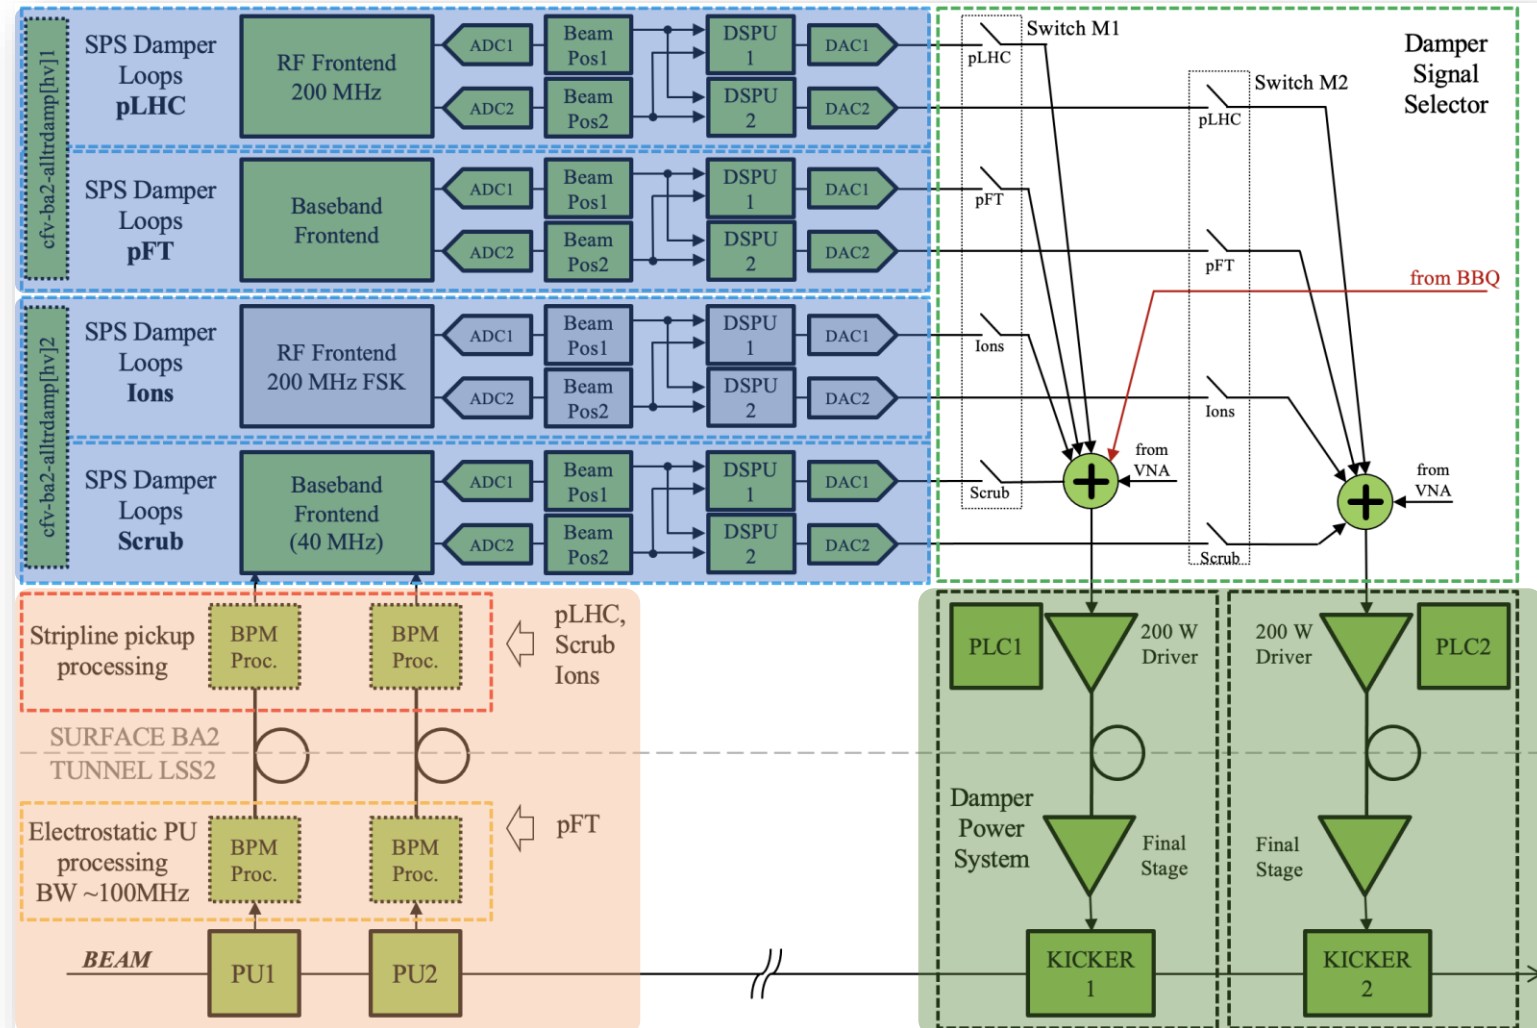 cfv-ba2-alltrdamp[hv]1
SPS Damper
Loops
pLHC
RF Frontend
200 MHz
ADC1
Beam
Pos1
DSPU
1
DAC1
ADC2
Beam
Pos2
DSPU
2
DAC2
SPS Damper
Loops
pFT
Baseband
Frontend
ADC1
Beam
Pos1
DSPU
1
DAC1
ADC2
Beam
Pos2
DSPU
2
DAC2
cfv-ba2-alltrdamp[hv]2
SPS Damper
Loops
Ions
RF Frontend
200 MHz FSK
ADC1
Beam
Pos1
DSPU
1
DAC1
ADC2
Beam
Pos2
DSPU
2
DAC2
SPS Damper
Loops
Scrub
Baseband
Frontend
(40 MHz)
ADC1
Beam
Pos1
DSPU
1
DAC1
ADC2
Beam
Pos2
DSPU
2
DAC2
Switch M1
pLHC
pFT
Ions
Scrub
Switch M2
pLHC
pFT
Ions
Scrub
Damper
Signal
Selector
from BBQ
from
VNA
+
from
VNA
+
Stripline pickup
processing
BPM
Proc.
BPM
Proc.
pLHC,
Scrub
Ions
SURFACE BA2
TUNNEL LSS2
Electrostatic PU
processing
BW ~100MHz
BPM
Proc.
BPM
Proc.
pFT
BEAM
PU1
PU2
PLC1
200 W
Driver
200 W
Driver
PLC2
Damper
Power
System
Final
Stage
Final
Stage
KICKER
1
KICKER
2